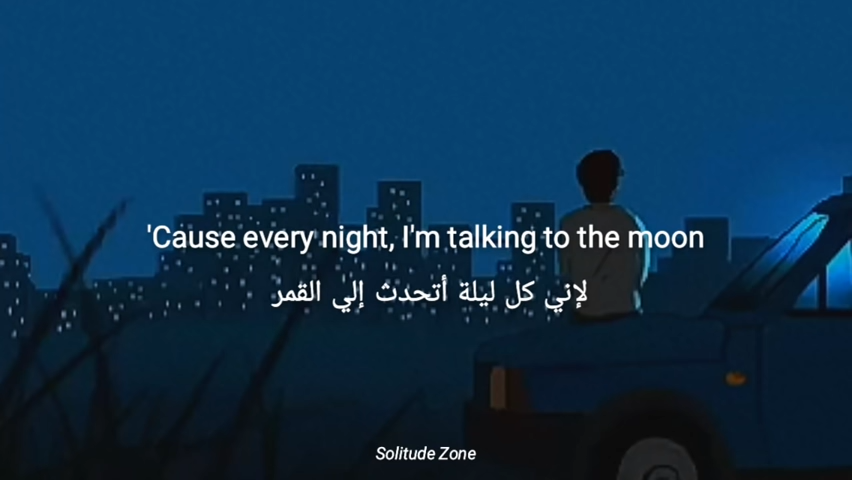 'Cause every night, I'm talking to the moon
لإني كل ليلة أتحدث إلي القمر
Solitude Zone